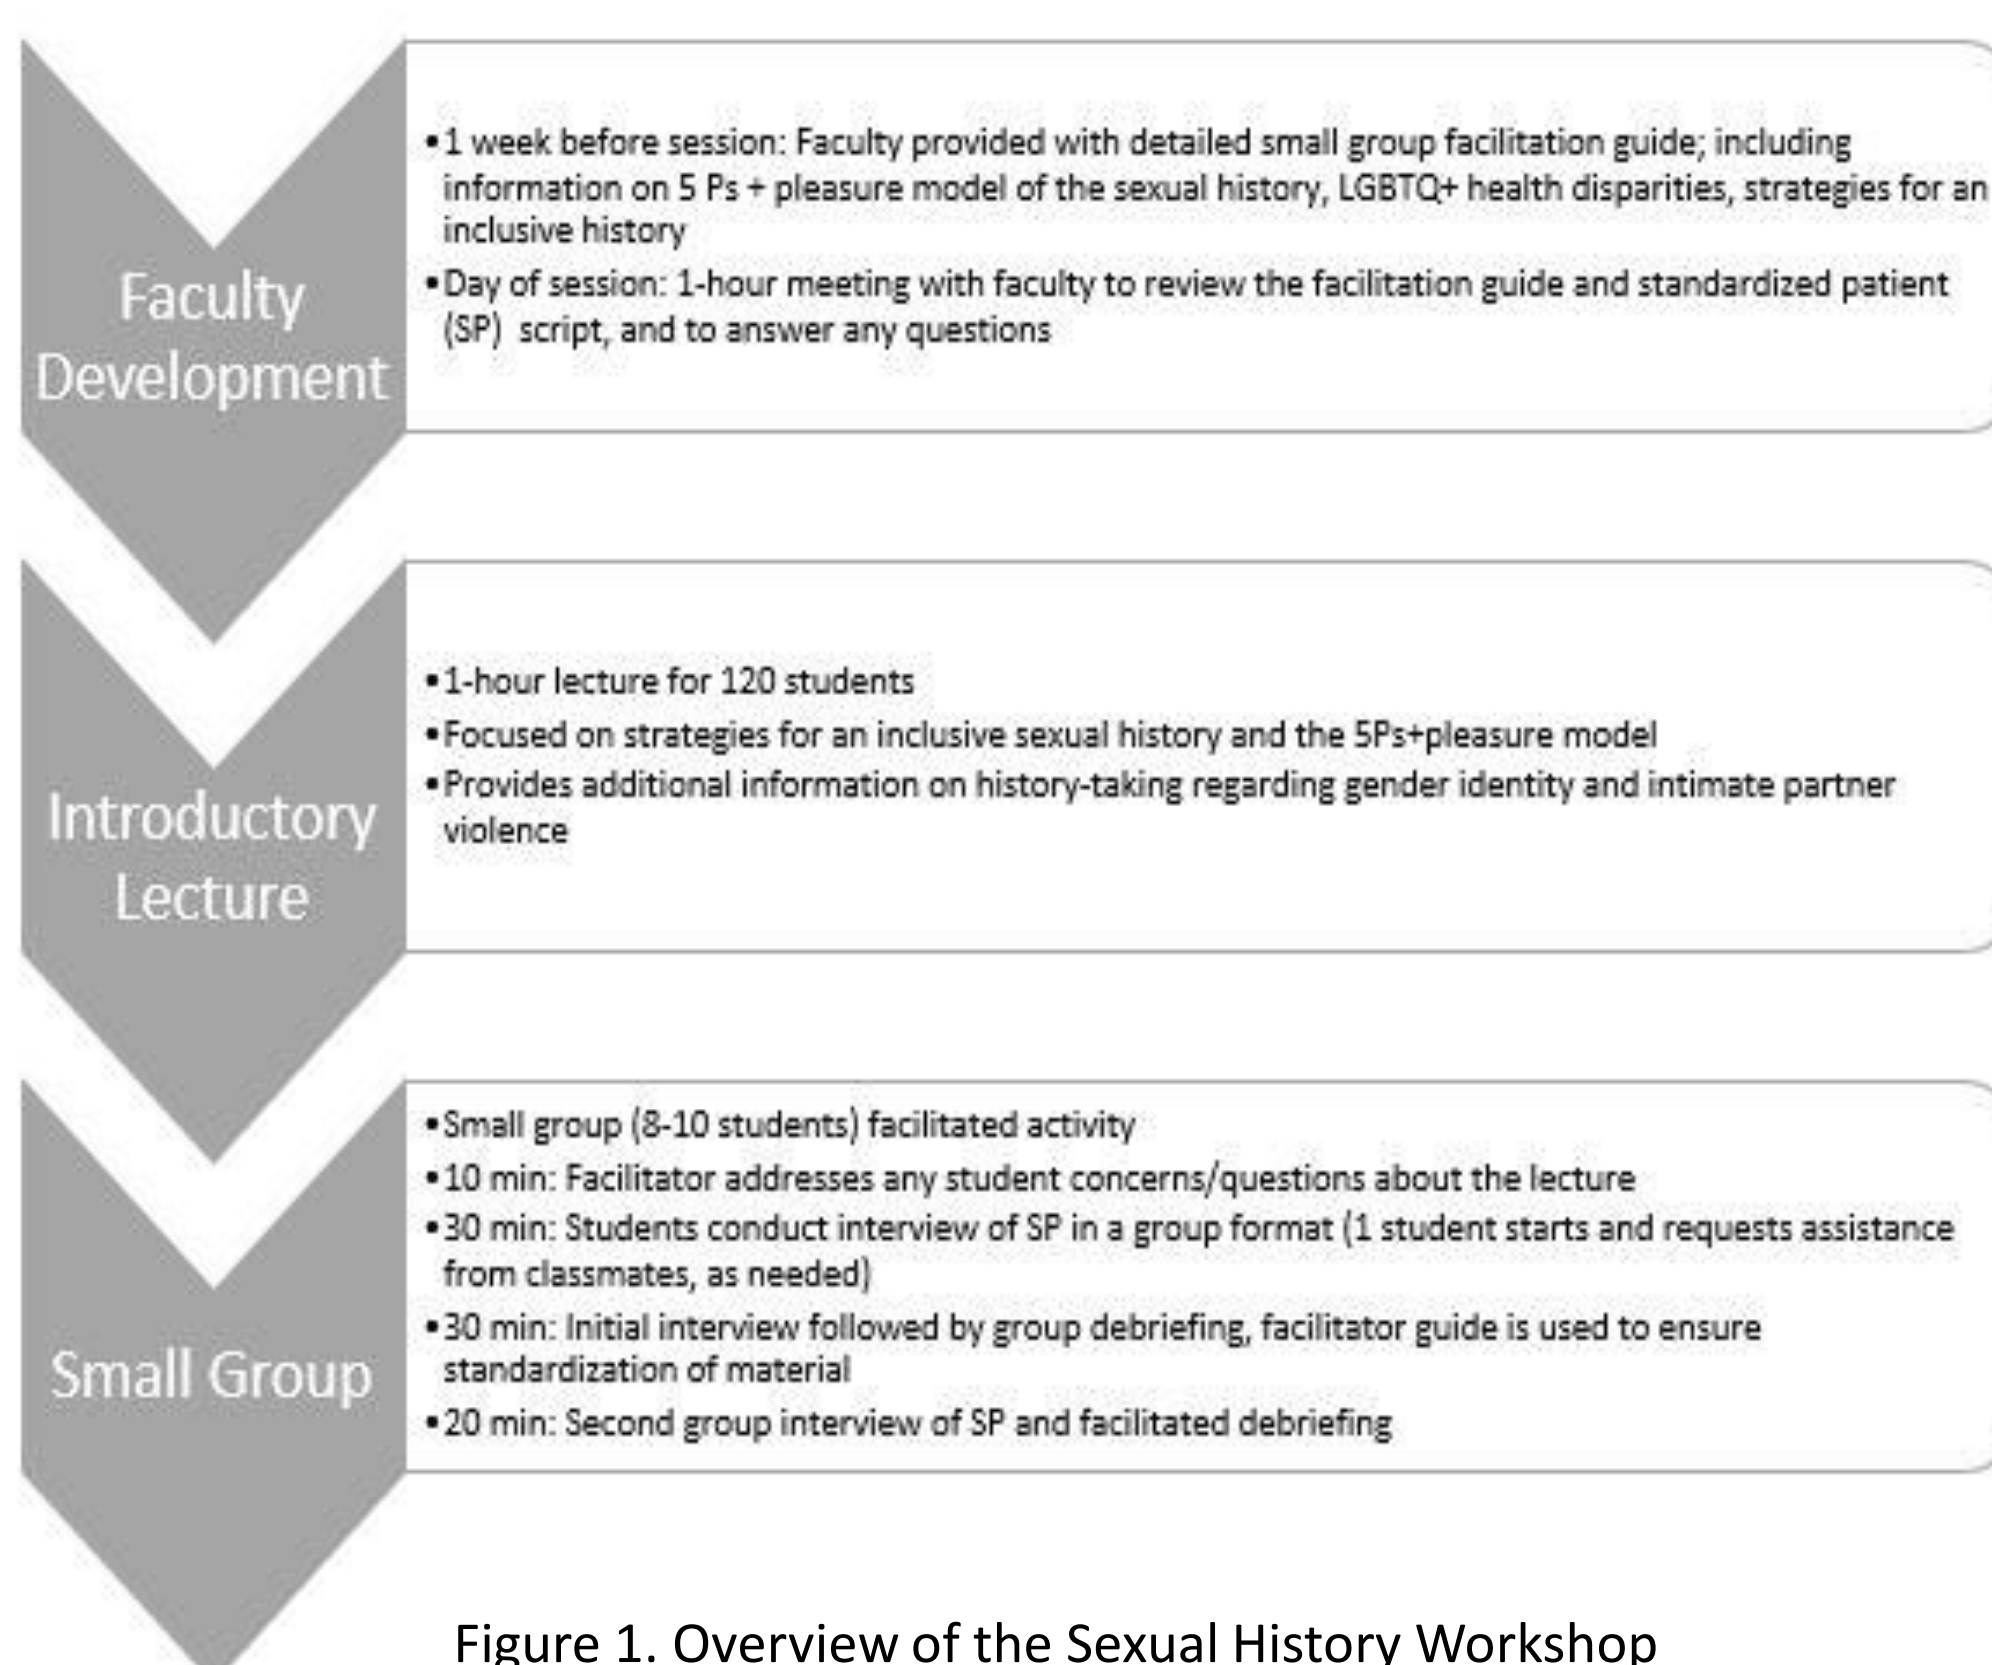 Faculty
Development
•1 week before session: Faculty provided with detailed small group facilitation guide; including
information on 5 Ps + pleasure model of the sexual history, LGBTQ+ health disparities, strategies for an
inclusive history
•Day of session: 1-hour meeting with faculty to review the facilitation guide and standardized patient
(SP) script, and to answer any questions
Introductory
Lecture
•1-hour lecture for 120 students
•Focused on strategies for an inclusive sexual history and the 5Ps+pleasure model
•Provides additional information on history-taking regarding gender identity and intimate partner
violence
Small Group
•Small group (8-10 students) facilitated activity
•10 min: Facilitator addresses any student concerns/questions about the lecture
•30 min: Students conduct interview of SP in a group format (1 student starts and requests assistance
from classmates, as needed)
•30 min: Initial interview followed by group debriefing, facilitator guide is used to ensure
standardization of material
•20 min: Second group interview of SP and facilitated debriefing
Figure 1. Overview of the Sexual History Workshop